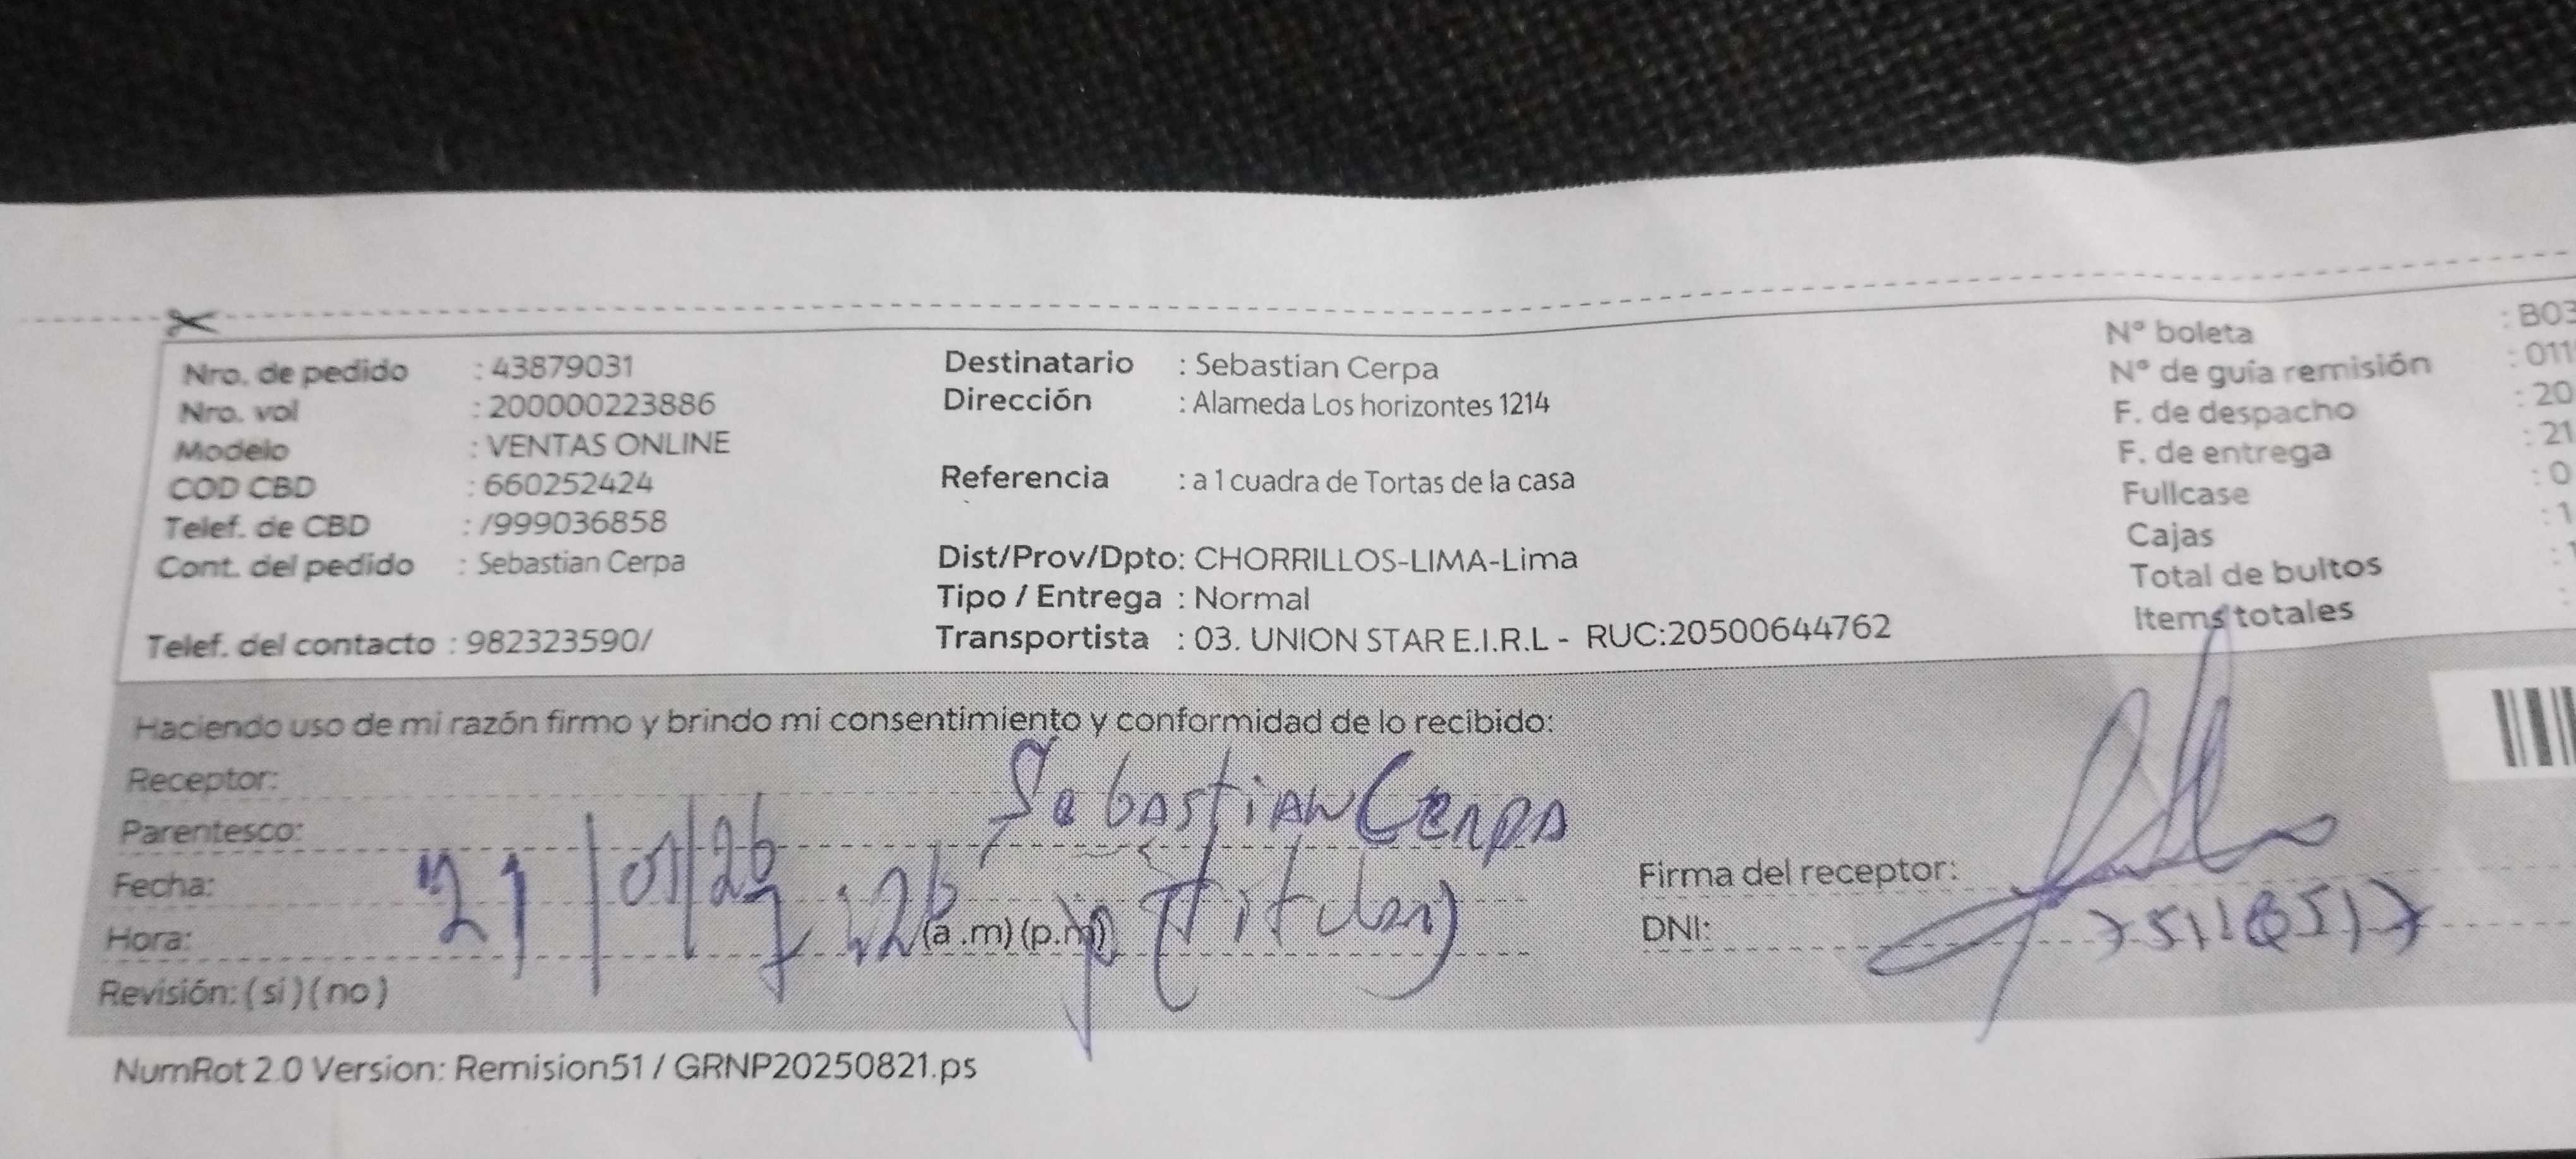 Nro. de pedido : 43879031
Nro. vol : 200000223886
Modelo : VENTAS ONLINE
COD CBD : 660252424
Telef. de CBD : /999036858
Cont. del pedido : Sebastian Cerpa
Telef. del contacto : 982323590/
Destinatario : Sebastian Cerpa
Dirección : Alameda Los horizontes 1214
Referencia : a 1 cuadra de Tortas de la casa
Dist/Prov/Dpto: CHORRILLOS-LIMA-Lima
Tipo / Entrega : Normal
Transportista : 03. UNION STAR E.I.R.L - RUC:20500644762
N° boleta : B03
N° de guía remisión : 011
F. de despacho : 20
F. de entrega : 21
Fullcase : 0
Cajas : 1
Total de bultos :
Items totales :
Haciendo uso de mi razón firmo y brindo mi consentimiento y conformidad de lo recibido:
Receptor: Sebastian Cerpa
Parentesco: (Titular)
Fecha: 21/01/26
Hora: 7:26 (a .m) (p.m)
Revisión: ( si ) ( no )
Firma del receptor:
DNI:
NumRot 2.0 Version: Remision51 / GRNP20250821.ps